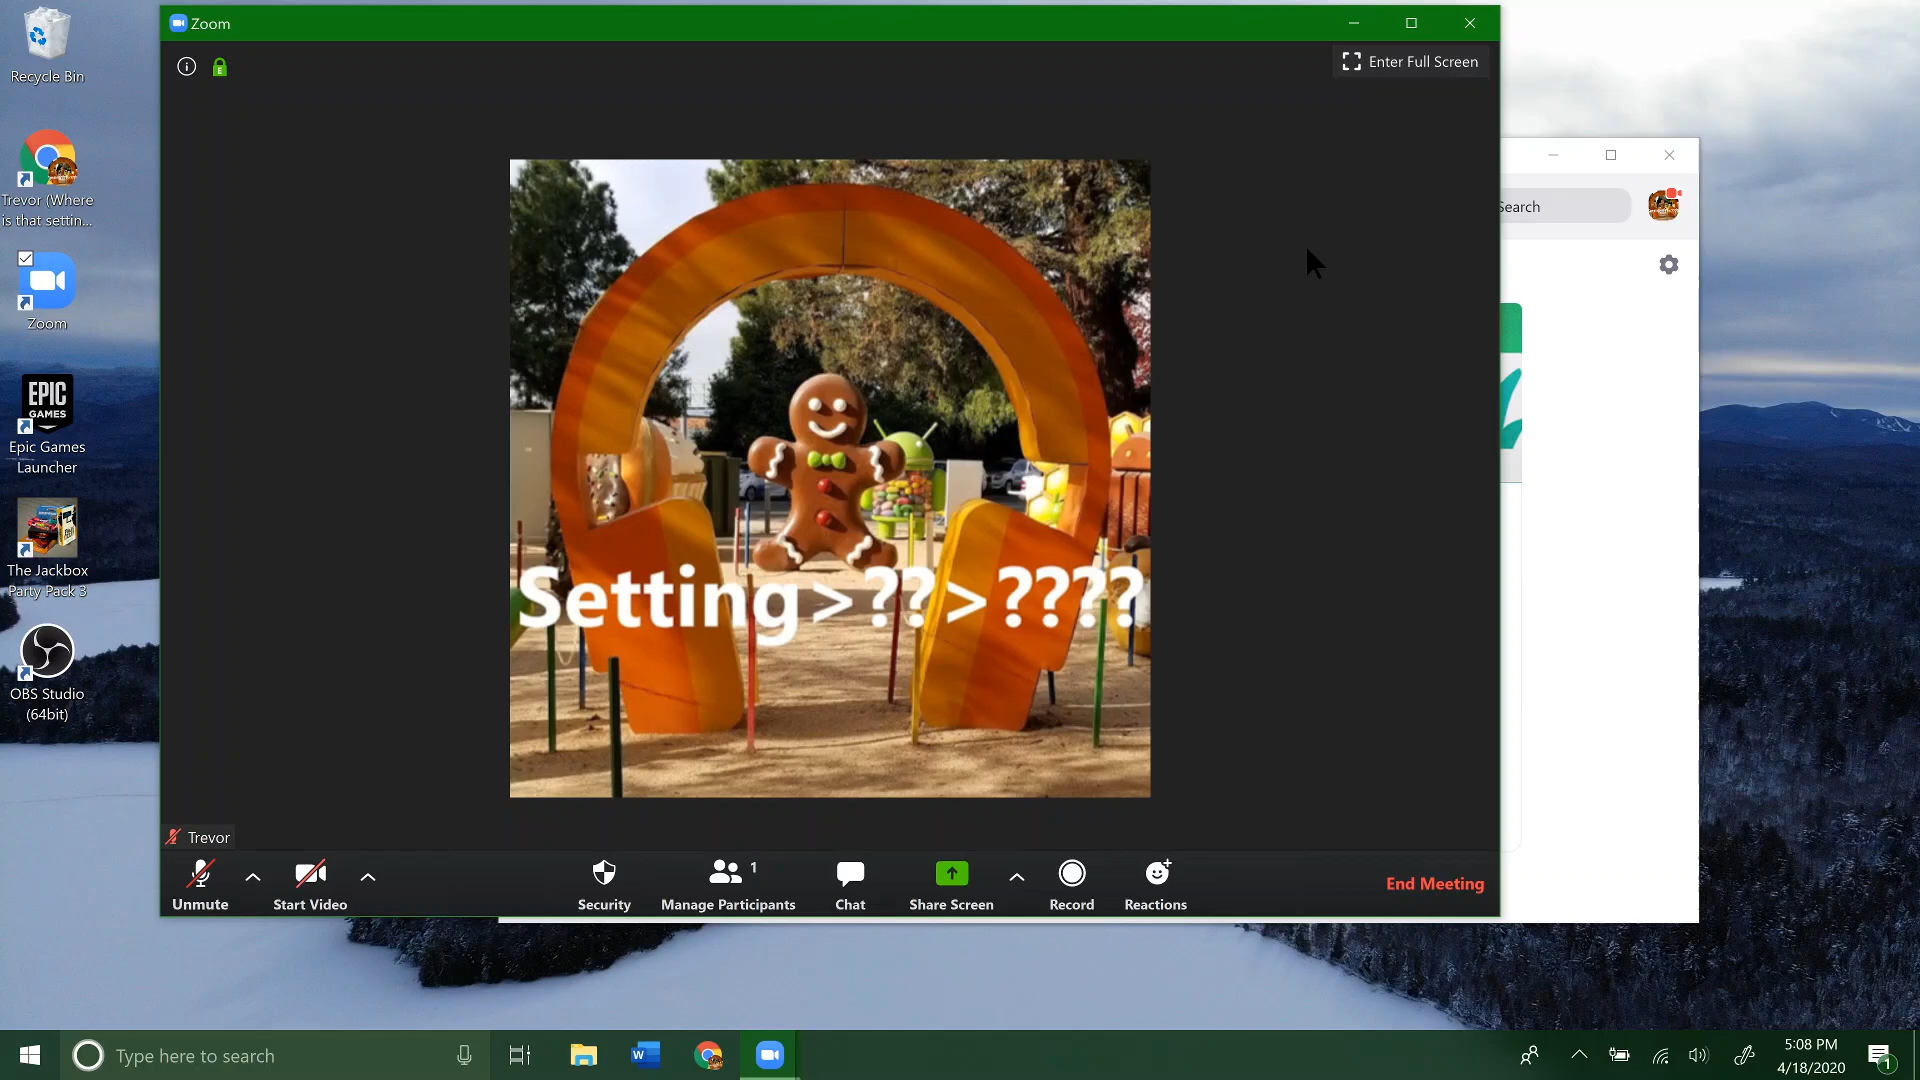 Recycle Bin
Trevor (Where
is that settin...
Zoom
EPIC
GAMES
Epic Games
Launcher
The Jackbox
Party Pack 3
OBS Studio
(64bit)
Zoom
Enter Full Screen
Search
Setting>??>????
Trevor
Unmute
Start Video
Security
1
Manage Participants
Chat
Share Screen
Record
Reactions
End Meeting
Type here to search
W
5:08 PM
4/18/2020
1